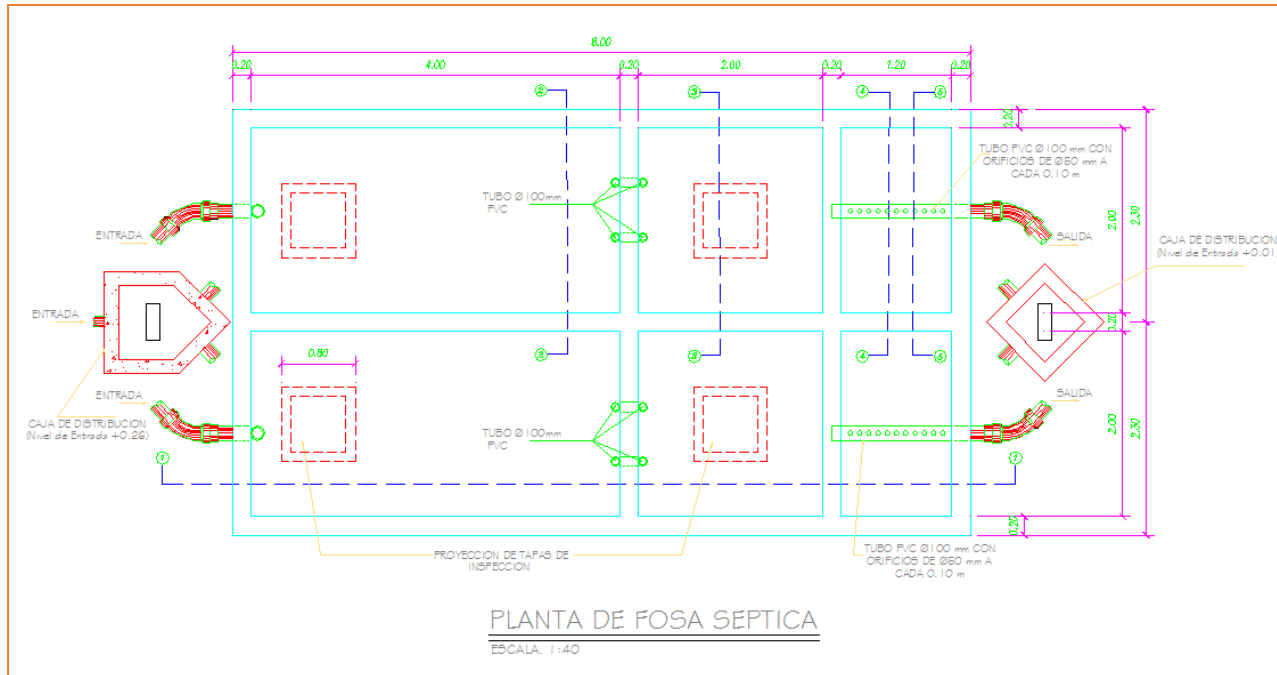 8.00
0.20
4.00
0.20
2.00
0.20
1.20
0.20
2
3
4
5
0.20
TUBO PVC Ø100 mm CON
ORIFICIOS DE Ø50 mm A
CADA 0.10 m
TUBO Ø100mm
PVC
ENTRADA
SALIDA
2.00
2.30
CAJA DE DISTRIBUCION
(Nivel de Entrada +0.01)
ENTRADA
0.20
2
3
4
5
0.80
ENTRADA
SALIDA
CAJA DE DISTRIBUCION
(Nivel de Entrada +0.26)
TUBO Ø100mm
PVC
2.00
2.30
1
1
0.20
PROYECCION DE TAPAS DE
INSPECCION
TUBO PVC Ø100 mm CON
ORIFICIOS DE Ø50 mm A
CADA 0.10 m
PLANTA DE FOSA SEPTICA
ESCALA. 1:40